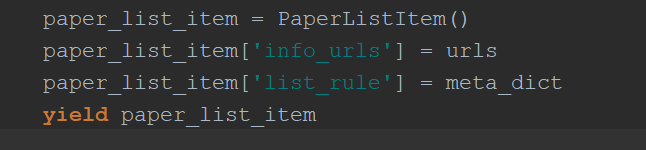 paper_list_item = PaperListItem()
paper_list_item['info_urls'] = urls
paper_list_item['list_rule'] = meta_dict
yield paper_list_item